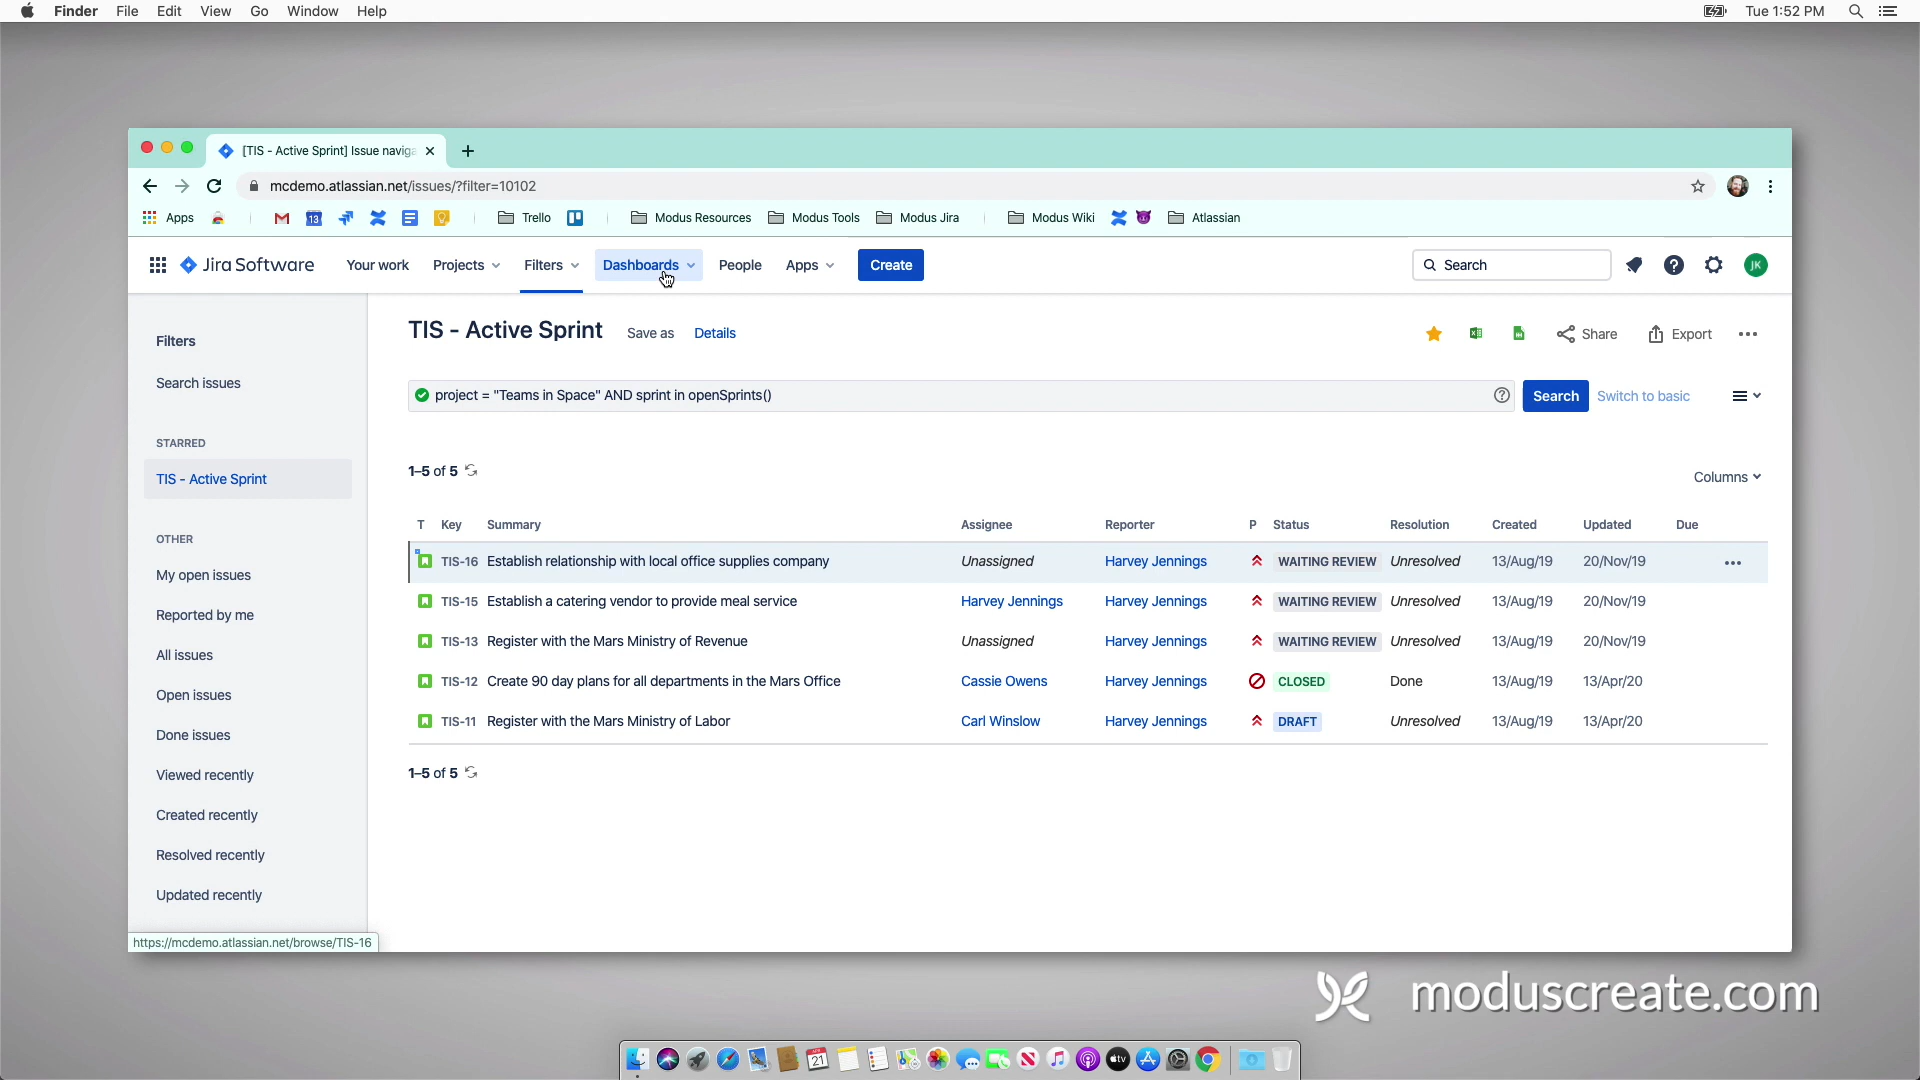 Finder File Edit View Go Window Help Tue 1:52 PM
[TIS - Active Sprint] Issue naviga
mcdemo.atlassian.net/issues/?filter=10102
Apps 13 Trello Modus Resources Modus Tools Modus Jira Modus Wiki Atlassian
Jira Software Your work Projects Filters Dashboards People Apps Create Search JK
Filters
Search issues
STARRED
TIS - Active Sprint
OTHER
My open issues
Reported by me
All issues
Open issues
Done issues
Viewed recently
Created recently
Resolved recently
Updated recently
https://mcdemo.atlassian.net/browse/TIS-16
TIS - Active Sprint Save as Details Share Export
project = "Teams in Space" AND sprint in openSprints() Search Switch to basic
1–5 of 5
Columns
T Key Summary Assignee Reporter P Status Resolution Created Updated Due
TIS-16 Establish relationship with local office supplies company Unassigned Harvey Jennings WAITING REVIEW Unresolved 13/Aug/19 20/Nov/19
TIS-15 Establish a catering vendor to provide meal service Harvey Jennings Harvey Jennings WAITING REVIEW Unresolved 13/Aug/19 20/Nov/19
TIS-13 Register with the Mars Ministry of Revenue Unassigned Harvey Jennings WAITING REVIEW Unresolved 13/Aug/19 20/Nov/19
TIS-12 Create 90 day plans for all departments in the Mars Office Cassie Owens Harvey Jennings CLOSED Done 13/Aug/19 13/Apr/20
TIS-11 Register with the Mars Ministry of Labor Carl Winslow Harvey Jennings DRAFT Unresolved 13/Aug/19 13/Apr/20
1–5 of 5
moduscreate.com
21 tv